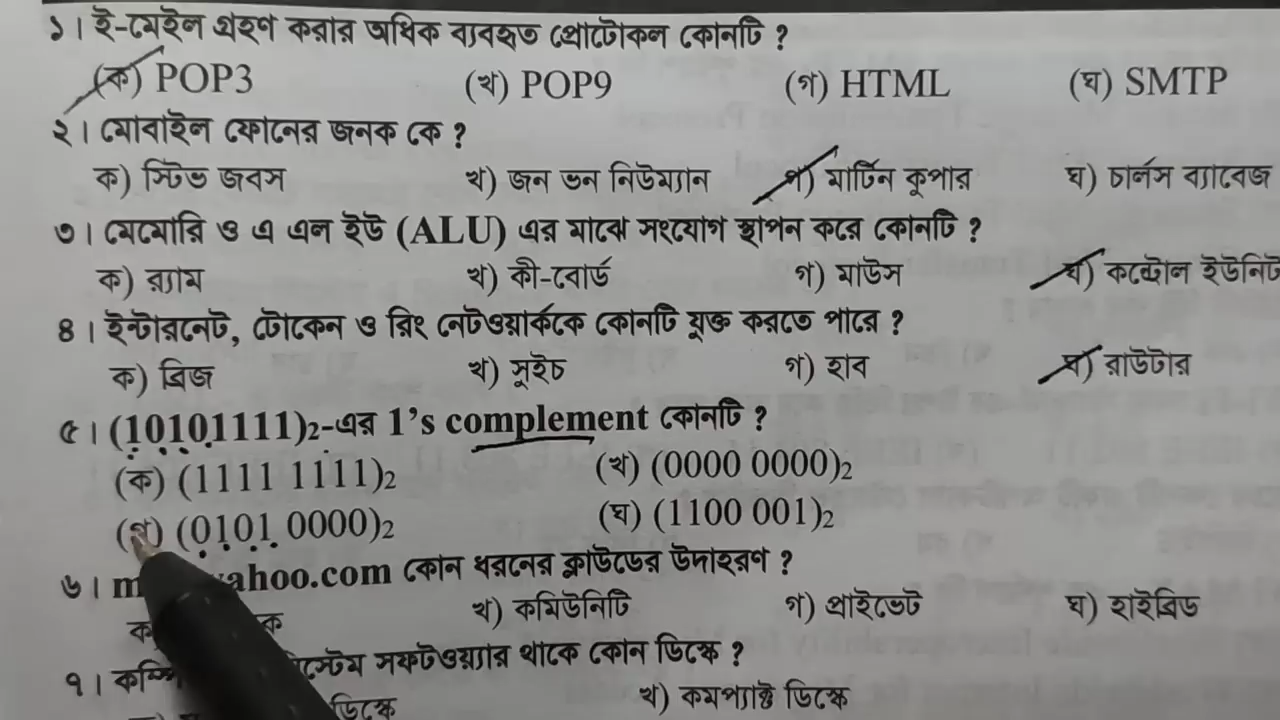 ১। ই-মেইল গ্রহণ করার অধিক ব্যবহৃত প্রোটোকল কোনটি ?
(ক) POP3 (খ) POP9 (গ) HTML (ঘ) SMTP
২। মোবাইল ফোনের জনক কে ?
ক) স্টিভ জবস খ) জন ভন নিউম্যান গ) মার্টিন কুপার ঘ) চার্লস ব্যাবেজ
৩। মেমোরি ও এ এল ইউ (ALU) এর মাঝে সংযোগ স্থাপন করে কোনটি ?
ক) র‍্যাম খ) কী-বোর্ড গ) মাউস ঘ) কন্ট্রোল ইউনিট
৪। ইন্টারনেট, টোকেন ও রিং নেটওয়ার্ককে কোনটি যুক্ত করতে পারে ?
ক) ব্রিজ খ) সুইচ গ) হাব ঘ) রাউটার
৫। (10101111)2-এর 1’s complement কোনটি ?
(ক) (1111 1111)2 (খ) (0000 0000)2
(গ) (0101 0000)2 (ঘ) (1100 001)2
৬। কোন ধরনের ক্লাউডের উদাহরণ ?
খ) কমিউনিটি গ) প্রাইভেট ঘ) হাইব্রিড
৭। সফটওয়্যার থাকে কোন ডিস্কে ?
ডিস্কে খ) কমপ্যাক্ট ডিস্কে